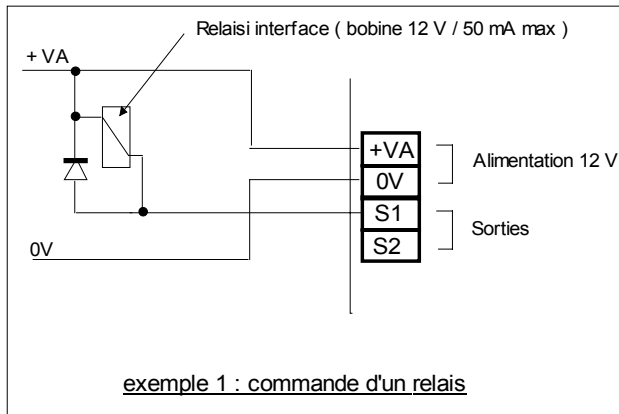 Relaisi interface ( bobine 12 V / 50 mA max )
+ VA
+VA
Alimentation 12 V
0V
S1
Sorties
S2
0V
exemple 1 : commande d'un relais